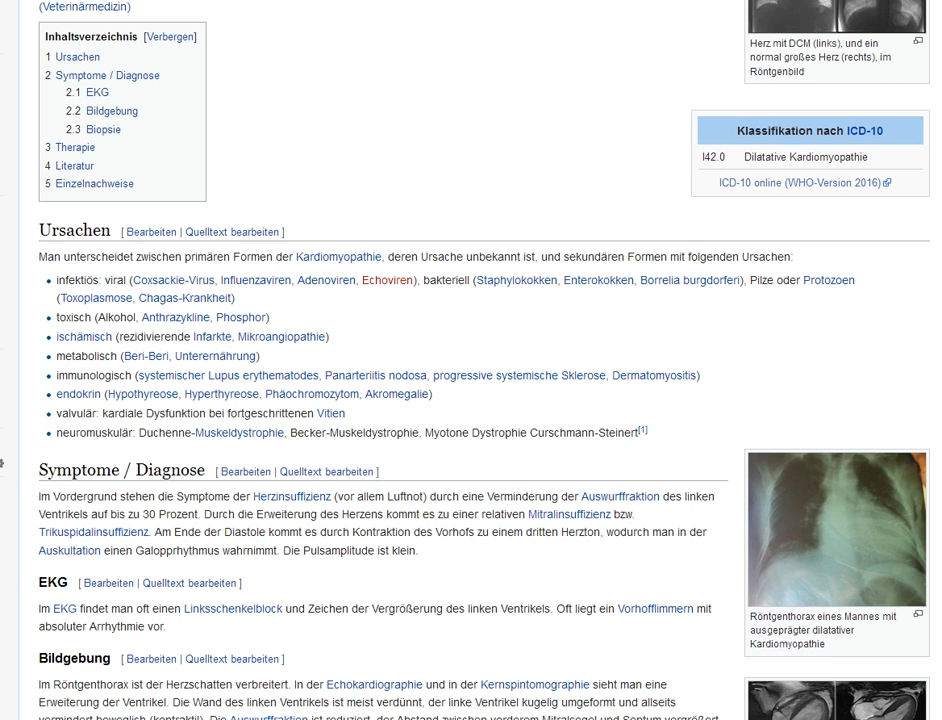 (Veterinärmedizin)
Inhaltsverzeichnis [Verbergen]
1 Ursachen
2 Symptome / Diagnose
2.1 EKG
2.2 Bildgebung
2.3 Biopsie
3 Therapie
4 Literatur
5 Einzelnachweise
Herz mit DCM (links), und ein
normal großes Herz (rechts), im
Röntgenbild
Klassifikation nach ICD-10
I42.0 Dilatative Kardiomyopathie
ICD-10 online (WHO-Version 2016)
Ursachen [ Bearbeiten | Quelltext bearbeiten ]
Man unterscheidet zwischen primären Formen der Kardiomyopathie, deren Ursache unbekannt ist, und sekundären Formen mit folgenden Ursachen:
• infektiös: viral (Coxsackie-Virus, Influenzaviren, Adenoviren, Echoviren), bakteriell (Staphylokokken, Enterokokken, Borrelia burgdorferi), Pilze oder Protozoen
(Toxoplasmose, Chagas-Krankheit)
• toxisch (Alkohol, Anthrazykline, Phosphor)
• ischämisch (rezidivierende Infarkte, Mikroangiopathie)
• metabolisch (Beri-Beri, Unterernährung)
• immunologisch (systemischer Lupus erythematodes, Panarteriitis nodosa, progressive systemische Sklerose, Dermatomyositis)
• endokrin (Hypothyreose, Hyperthyreose, Phäochromozytom, Akromegalie)
• valvulär: kardiale Dysfunktion bei fortgeschrittenen Vitien
• neuromuskulär: Duchenne-Muskeldystrophie, Becker-Muskeldystrophie, Myotone Dystrophie Curschmann-Steinert[1]
Symptome / Diagnose [ Bearbeiten | Quelltext bearbeiten ]
Im Vordergrund stehen die Symptome der Herzinsuffizienz (vor allem Luftnot) durch eine Verminderung der Auswurffraktion des linken
Ventrikels auf bis zu 30 Prozent. Durch die Erweiterung des Herzens kommt es zu einer relativen Mitralinsuffizienz bzw.
Trikuspidalinsuffizienz. Am Ende der Diastole kommt es durch Kontraktion des Vorhofs zu einem dritten Herzton, wodurch man in der
Auskultation einen Galopprhythmus wahrnimmt. Die Pulsamplitude ist klein.
EKG [ Bearbeiten | Quelltext bearbeiten ]
Im EKG findet man oft einen Linksschenkelblock und Zeichen der Vergrößerung des linken Ventrikels. Oft liegt ein Vorhofflimmern mit
absoluter Arrhythmie vor.
Röntgenthorax eines Mannes mit
ausgeprägter dilatativer
Kardiomyopathie
Bildgebung [ Bearbeiten | Quelltext bearbeiten ]
Im Röntgenthorax ist der Herzschatten verbreitert. In der Echokardiographie und in der Kernspintomographie sieht man eine
Erweiterung der Ventrikel. Die Wand des linken Ventrikels ist meist verdünnt, der linke Ventrikel kugelig umgeformt und allseits
vermindert beweglich (kontraktil). Die Auswurffraktion ist reduziert, der Abstand zwischen vorderem Mitralsegel und Septum vergrößert